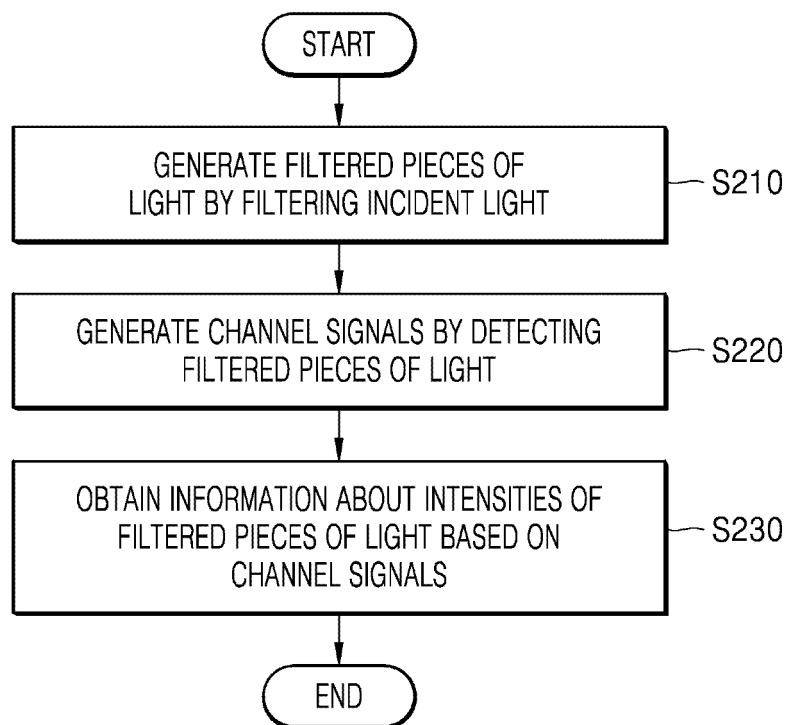 START
GENERATE FILTERED PIECES OF
LIGHT BY FILTERING INCIDENT LIGHT
S210
GENERATE CHANNEL SIGNALS BY DETECTING
FILTERED PIECES OF LIGHT
S220
OBTAIN INFORMATION ABOUT INTENSITIES OF
FILTERED PIECES OF LIGHT BASED ON
CHANNEL SIGNALS
S230
END